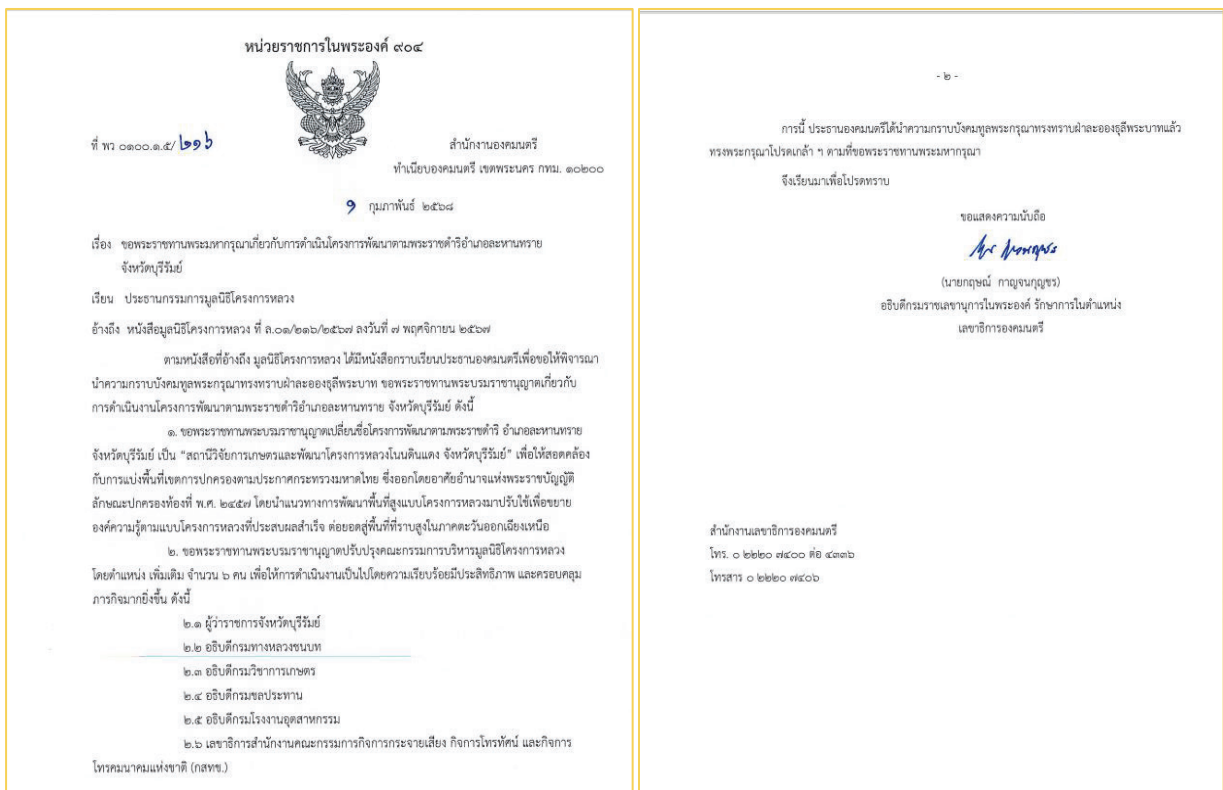 หน่วยราชการในพระองค์ ๙๐๔
ที่ พว ๐๑๐๐.๑.๕/๒๑๖
สำนักงานองคมนตรี
ทำเนียบองคมนตรี เขตพระนคร กทม. ๑๐๒๐๐
๑ กุมภาพันธ์ ๒๕๖๘
เรื่อง ขอพระราชทานพระมหากรุณาเกี่ยวกับการดำเนินโครงการพัฒนาตามพระราชดำริอำเภอละหานทราย
จังหวัดบุรีรัมย์
เรียน ประธานกรรมการมูลนิธิโครงการหลวง
อ้างถึง หนังสือมูลนิธิโครงการหลวง ที่ ล.๐๑/๒๑๖/๒๕๖๗ ลงวันที่ ๗ พฤศจิกายน ๒๕๖๗
ตามหนังสือที่อ้างถึง มูลนิธิโครงการหลวง ได้มีหนังสือกราบเรียนประธานองคมนตรีเพื่อขอให้พิจารณา
นำความกราบบังคมทูลพระกรุณาทรงทราบฝ่าละอองธุลีพระบาท ขอพระราชทานพระบรมราชานุญาตเกี่ยวกับ
การดำเนินงานโครงการพัฒนาตามพระราชดำริอำเภอละหานทราย จังหวัดบุรีรัมย์ ดังนี้
๑. ขอพระราชทานพระบรมราชานุญาตเปลี่ยนชื่อโครงการพัฒนาตามพระราชดำริ อำเภอละหานทราย
จังหวัดบุรีรัมย์ เป็น "สถานีวิจัยการเกษตรและพัฒนาโครงการหลวงโนนดินแดง จังหวัดบุรีรัมย์" เพื่อให้สอดคล้อง
กับการแบ่งพื้นที่เขตการปกครองตามประกาศกระทรวงมหาดไทย ซึ่งออกโดยอาศัยอำนาจแห่งพระราชบัญญัติ
ลักษณะปกครองท้องที่ พ.ศ. ๒๔๕๗ โดยนำแนวทางการพัฒนาพื้นที่สูงแบบโครงการหลวงมาปรับใช้เพื่อขยาย
องค์ความรู้ตามแบบโครงการหลวงที่ประสบผลสำเร็จ ต่อยอดสู่พื้นที่ที่ราบสูงในภาคตะวันออกเฉียงเหนือ
๒. ขอพระราชทานพระบรมราชานุญาตปรับปรุงคณะกรรมการบริหารมูลนิธิโครงการหลวง
โดยตำแหน่ง เพิ่มเติม จำนวน ๖ คน เพื่อให้การดำเนินงานเป็นไปโดยความเรียบร้อยมีประสิทธิภาพ และครอบคลุม
ภารกิจมากยิ่งขึ้น ดังนี้
๒.๑ ผู้ว่าราชการจังหวัดบุรีรัมย์
๒.๒ อธิบดีกรมทางหลวงชนบท
๒.๓ อธิบดีกรมวิชาการเกษตร
๒.๔ อธิบดีกรมชลประทาน
๒.๕ อธิบดีกรมโรงงานอุตสาหกรรม
๒.๖ เลขาธิการสำนักงานคณะกรรมการกิจการกระจายเสียง กิจการโทรทัศน์ และกิจการ
โทรคมนาคมแห่งชาติ (กสทช.)
- ๒ -
การนี้ ประธานองคมนตรีได้นำความกราบบังคมทูลพระกรุณาทรงทราบฝ่าละอองธุลีพระบาทแล้ว
ทรงพระกรุณาโปรดเกล้า ฯ ตามที่ขอพระราชทานพระมหากรุณา
จึงเรียนมาเพื่อโปรดทราบ
ขอแสดงความนับถือ
(นายกฤษณ์ กาญจนกุญชร)
อธิบดีกรมราชเลขานุการในพระองค์ รักษาการในตำแหน่ง
เลขาธิการองคมนตรี
สำนักงานเลขาธิการองคมนตรี
โทร. ๐ ๒๒๒๐ ๗๔๐๐ ต่อ ๔๓๓๖
โทรสาร ๐ ๒๒๒๐ ๗๔๐๖